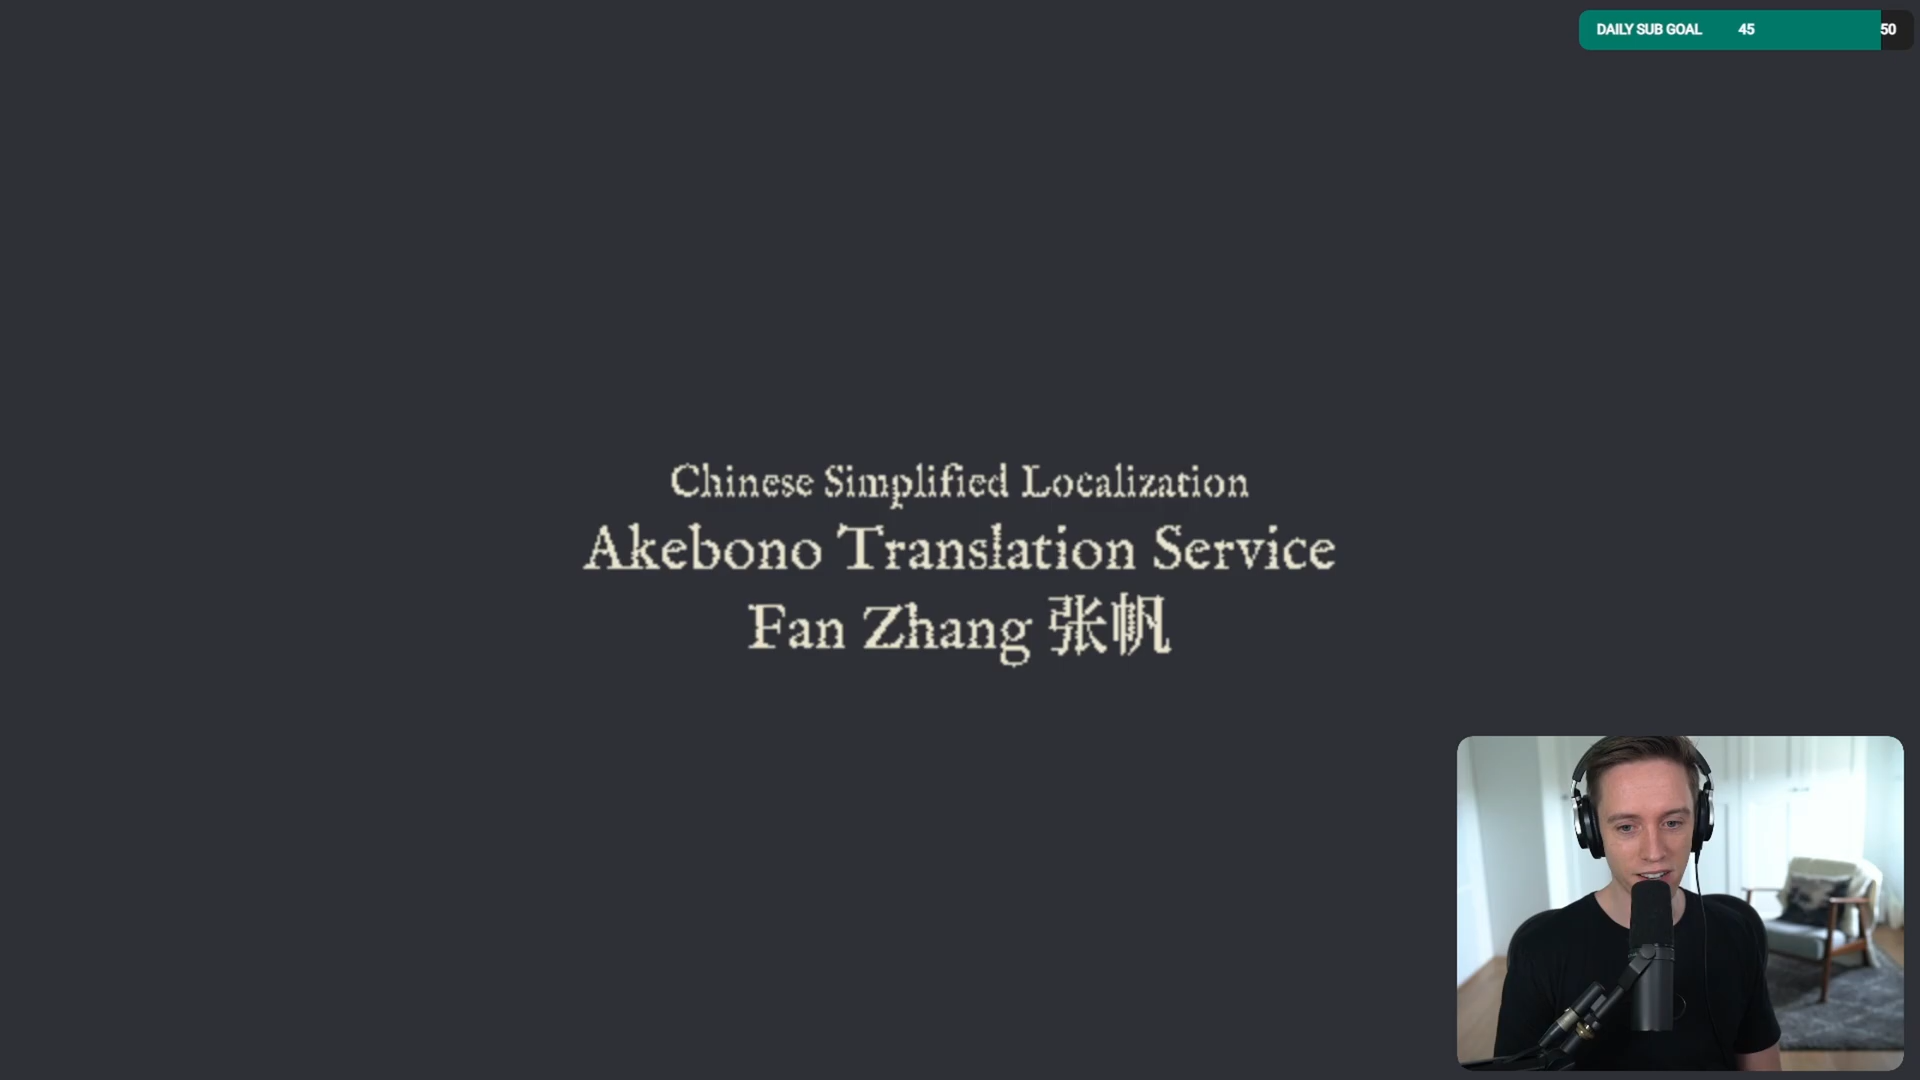 DAILY SUB GOAL 45 50
Chinese Simplified Localization
Akebono Translation Service
Fan Zhang 张帆